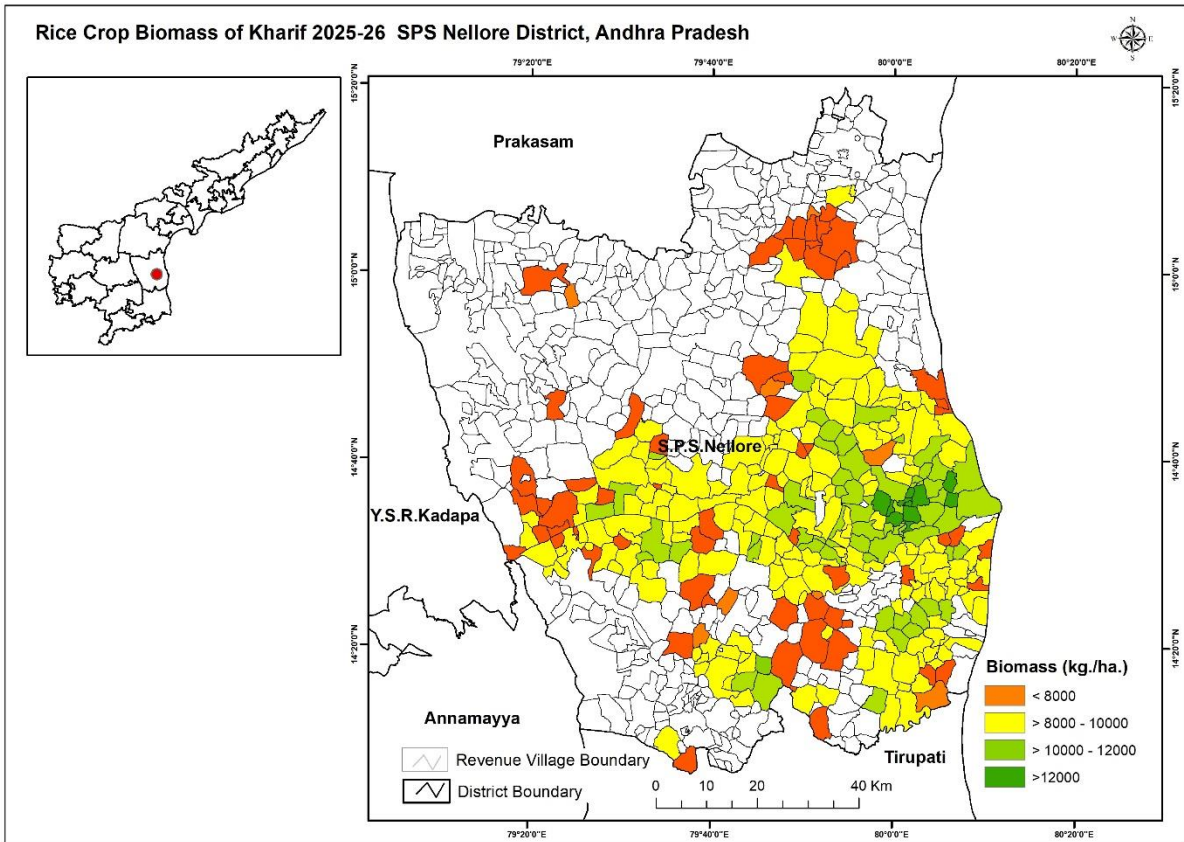 Rice Crop Biomass of Kharif 2025-26  SPS Nellore District, Andhra Pradesh
N
W E
S
79°20'0"E
79°40'0"E
80°0'0"E
80°20'0"E
15°20'0"N
15°20'0"N
Prakasam
15°0'0"N
15°0'0"N
S.P.S.Nellore
14°40'0"N
14°40'0"N
Y.S.R.Kadapa
14°20'0"N
14°20'0"N
Annamayya
Tirupati
Biomass (kg./ha.)
< 8000
> 8000 - 10000
> 10000 - 12000
>12000
Revenue Village Boundary
District Boundary
0 10 20 40 Km
79°20'0"E
79°40'0"E
80°0'0"E
80°20'0"E